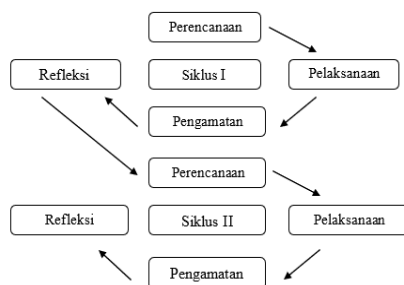 Perencanaan
Refleksi
Siklus I
Pelaksanaan
Pengamatan
Perencanaan
Refleksi
Siklus II
Pelaksanaan
Pengamatan